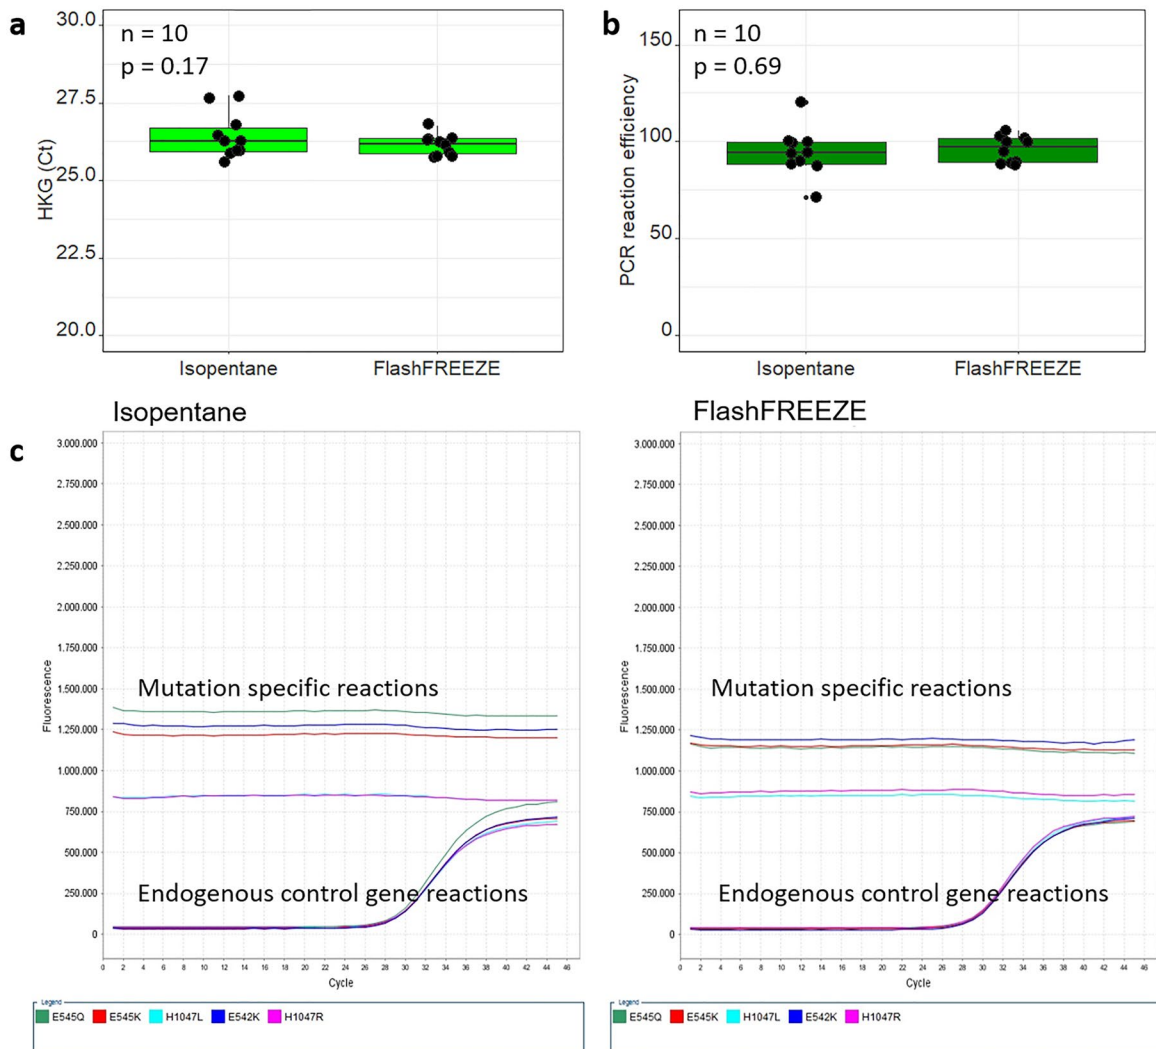 a
n = 10
p = 0.17
30.0
27.5
25.0
22.5
20.0
HKG (Ct)
Isopentane
FlashFREEZE
b
n = 10
p = 0.69
150
100
50
0
PCR reaction efficiency
Isopentane
FlashFREEZE
c
Isopentane
3.000.000
2.750.000
2.500.000
2.250.000
2.000.000
1.750.000
1.500.000
1.250.000
1.000.000
750.000
500.000
250.000
0
Fluorescence
Mutation specific reactions
Endogenous control gene reactions
0 2 4 6 8 10 12 14 16 18 20 22 24 26 28 30 32 34 36 38 40 42 44 46
Cycle
Legend
E545Q E545K H1047L E542K H1047R
FlashFREEZE
3.000.000
2.750.000
2.500.000
2.250.000
2.000.000
1.750.000
1.500.000
1.250.000
1.000.000
750.000
500.000
250.000
0
Fluorescence
Mutation specific reactions
Endogenous control gene reactions
0 2 4 6 8 10 12 14 16 18 20 22 24 26 28 30 32 34 36 38 40 42 44 46
Cycle
Legend
E545Q E545K H1047L E542K H1047R